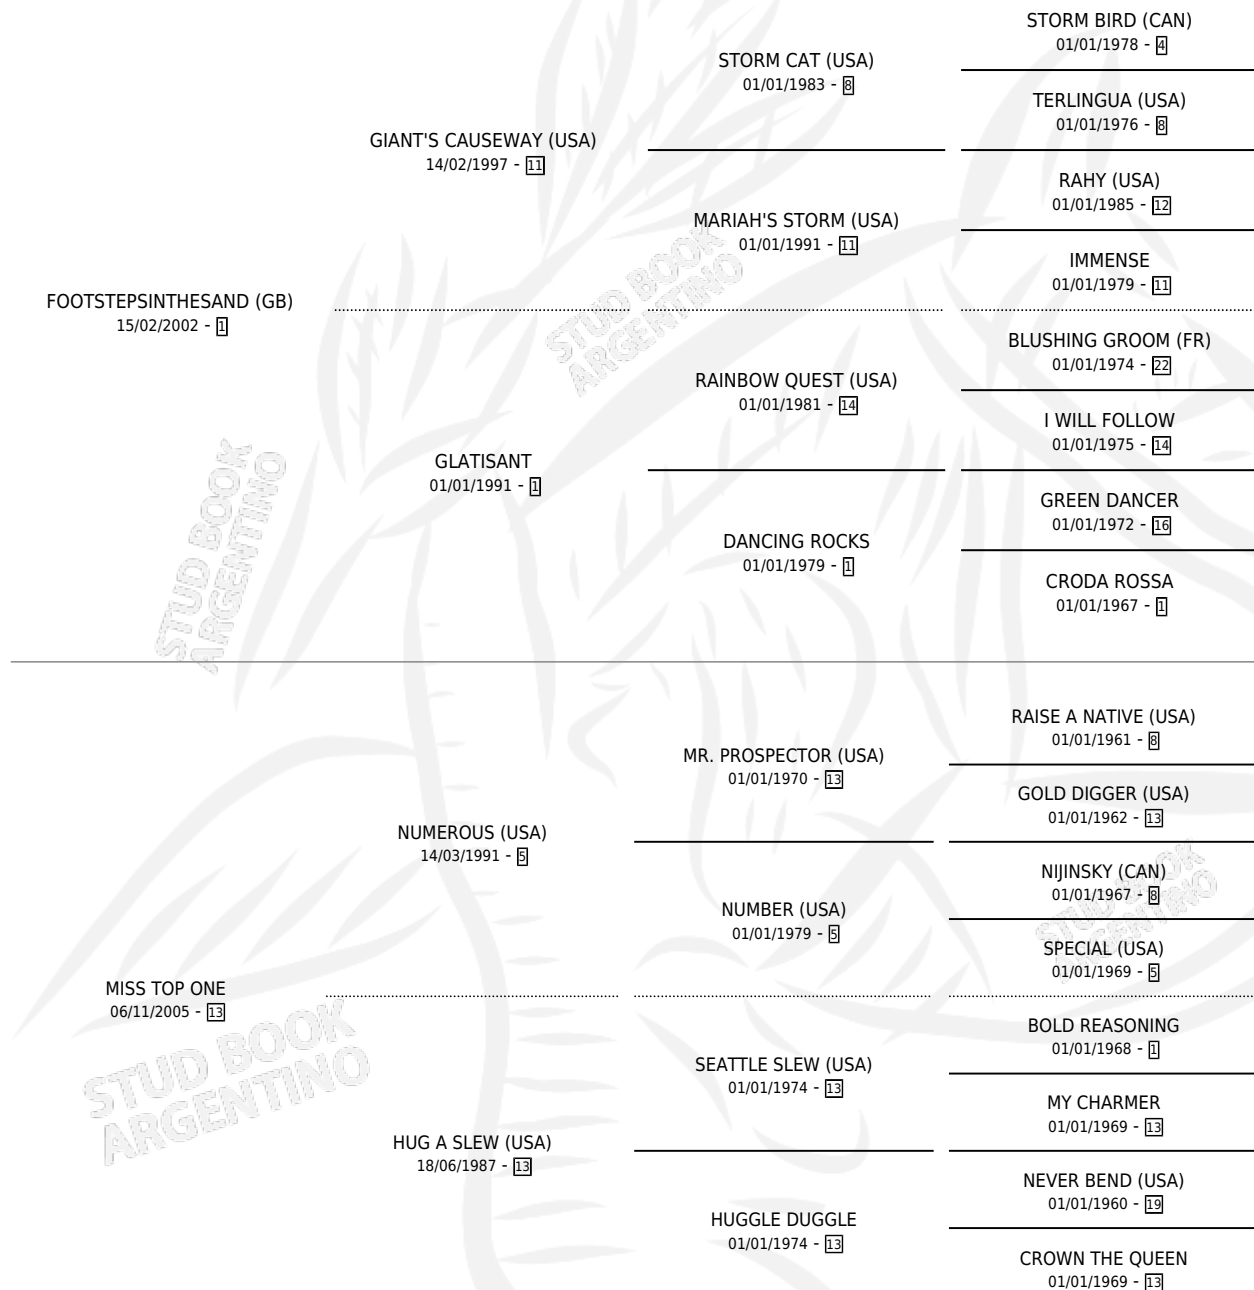 STORM BIRD (CAN)
01/01/1978 - 4
STORM CAT (USA)
01/01/1983 - 8
TERLINGUA (USA)
01/01/1976 - 8
GIANT'S CAUSEWAY (USA)
14/02/1997 - 11
RAHY (USA)
01/01/1985 - 12
MARIAH'S STORM (USA)
01/01/1991 - 11
IMMENSE
01/01/1979 - 11
FOOTSTEPSINTHESAND (GB)
15/02/2002 - 1
BLUSHING GROOM (FR)
01/01/1974 - 22
RAINBOW QUEST (USA)
01/01/1981 - 14
I WILL FOLLOW
01/01/1975 - 14
GLATISANT
01/01/1991 - 1
GREEN DANCER
01/01/1972 - 16
DANCING ROCKS
01/01/1979 - 1
CRODA ROSSA
01/01/1967 - 1
RAISE A NATIVE (USA)
01/01/1961 - 8
MR. PROSPECTOR (USA)
01/01/1970 - 13
GOLD DIGGER (USA)
01/01/1962 - 13
NUMEROUS (USA)
14/03/1991 - 5
NIJINSKY (CAN)
01/01/1967 - 8
NUMBER (USA)
01/01/1979 - 5
SPECIAL (USA)
01/01/1969 - 5
MISS TOP ONE
06/11/2005 - 13
BOLD REASONING
01/01/1968 - 1
SEATTLE SLEW (USA)
01/01/1974 - 13
MY CHARMER
01/01/1969 - 13
HUG A SLEW (USA)
18/06/1987 - 13
NEVER BEND (USA)
01/01/1960 - 19
HUGGLE DUGGLE
01/01/1974 - 13
CROWN THE QUEEN
01/01/1969 - 13
STUD BOOK
ARGENTINO
STUD BOOK
ARGENTINO
STUD BOOK
ARGENTINO
STUD BOOK
ARGENTINO